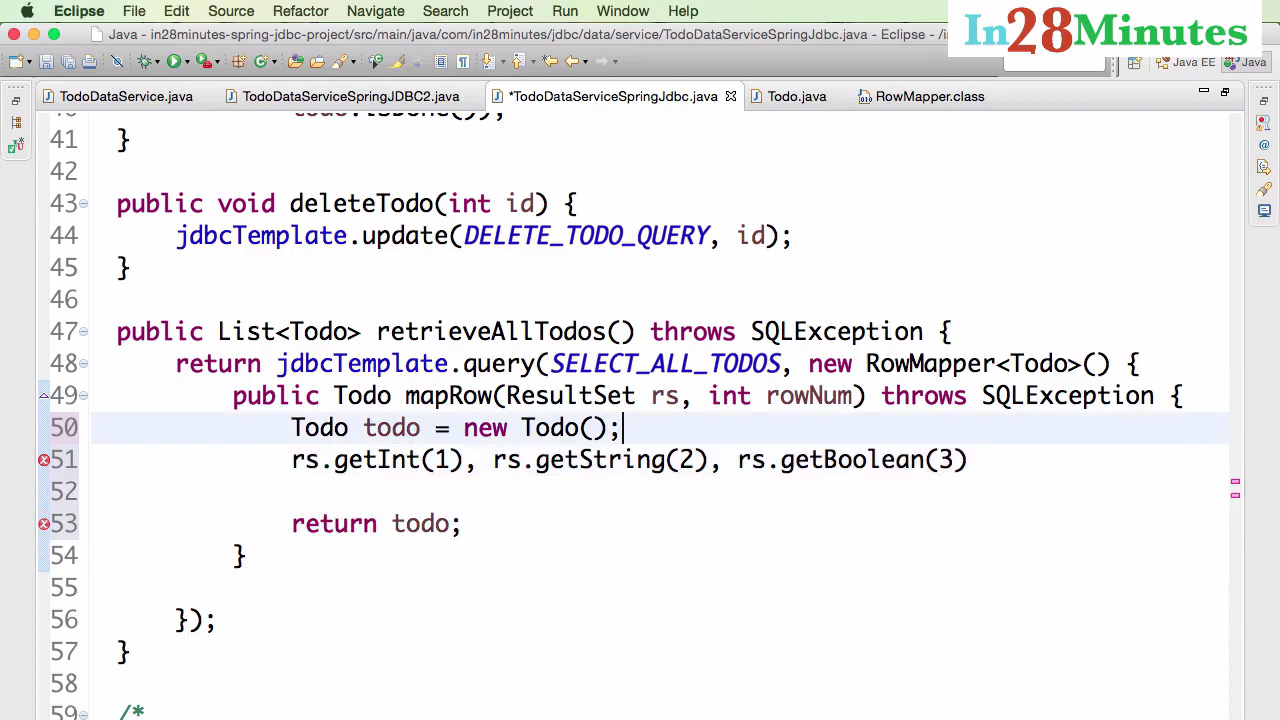 Eclipse File Edit Source Refactor Navigate Search Project Run Window Help
In28Minutes
Java - in28minutes-spring-jdbc/project/src/main/java/com/in28minutes/jdbc/data/service/TodoDataServiceSpringJdbc.java - Eclipse -
Java EE Java
TodoDataService.java TodoDataServiceSpringJDBC2.java *TodoDataServiceSpringJdbc.java Todo.java RowMapper.class
40 todo.isDone());
41 }
42
43 public void deleteTodo(int id) {
44 jdbcTemplate.update(DELETE_TODO_QUERY, id);
45 }
46
47 public List<Todo> retrieveAllTodos() throws SQLException {
48 return jdbcTemplate.query(SELECT_ALL_TODOS, new RowMapper<Todo>() {
49 public Todo mapRow(ResultSet rs, int rowNum) throws SQLException {
50 Todo todo = new Todo();
51 rs.getInt(1), rs.getString(2), rs.getBoolean(3)
52
53 return todo;
54 }
55
56 });
57 }
58
59 /*